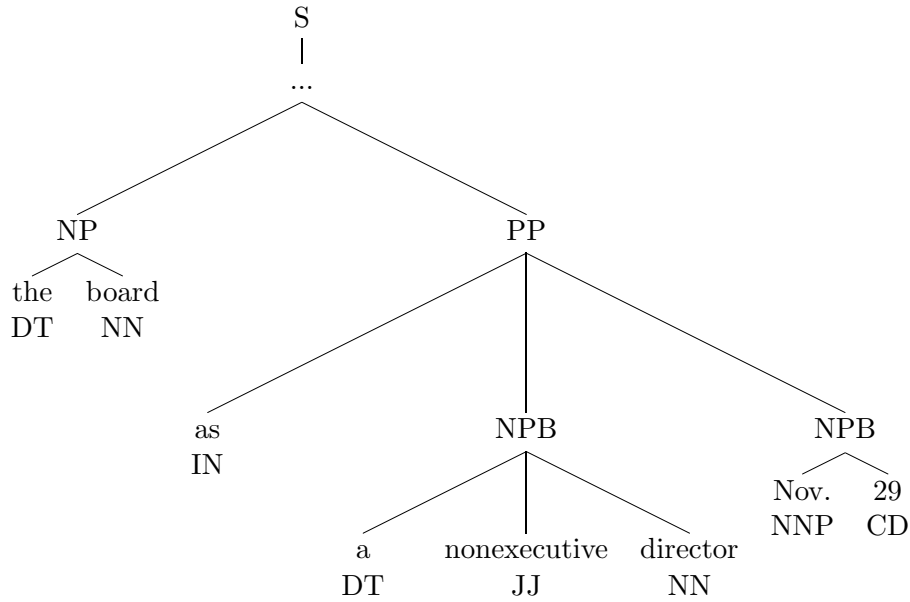 S
...
NP PP
the board
DT NN
as NPB NPB
IN
Nov. 29
NNP CD
a nonexecutive director
DT JJ NN